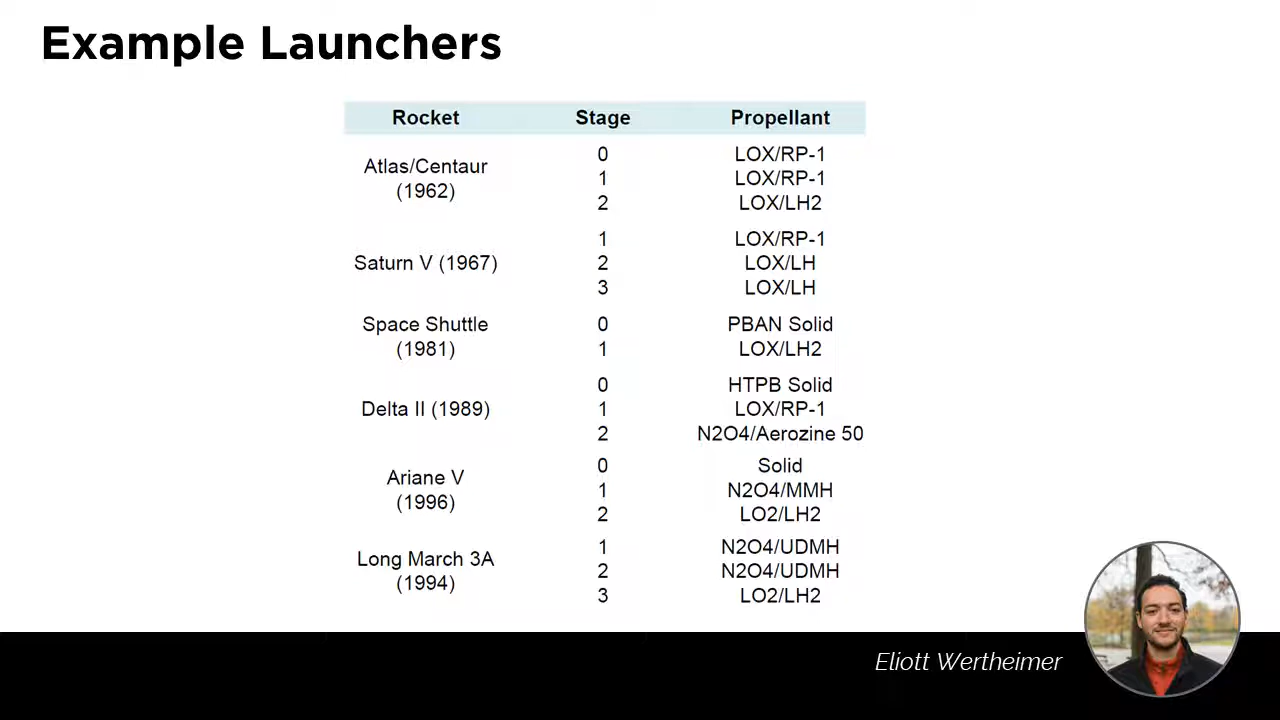 Example Launchers
Rocket Stage Propellant
Atlas/Centaur (1962)
0 LOX/RP-1
1 LOX/RP-1
2 LOX/LH2
Saturn V (1967)
1 LOX/RP-1
2 LOX/LH
3 LOX/LH
Space Shuttle (1981)
0 PBAN Solid
1 LOX/LH2
Delta II (1989)
0 HTPB Solid
1 LOX/RP-1
2 N2O4/Aerozine 50
Ariane V (1996)
0 Solid
1 N2O4/MMH
2 LO2/LH2
Long March 3A (1994)
1 N2O4/UDMH
2 N2O4/UDMH
3 LO2/LH2
Eliott Wertheimer